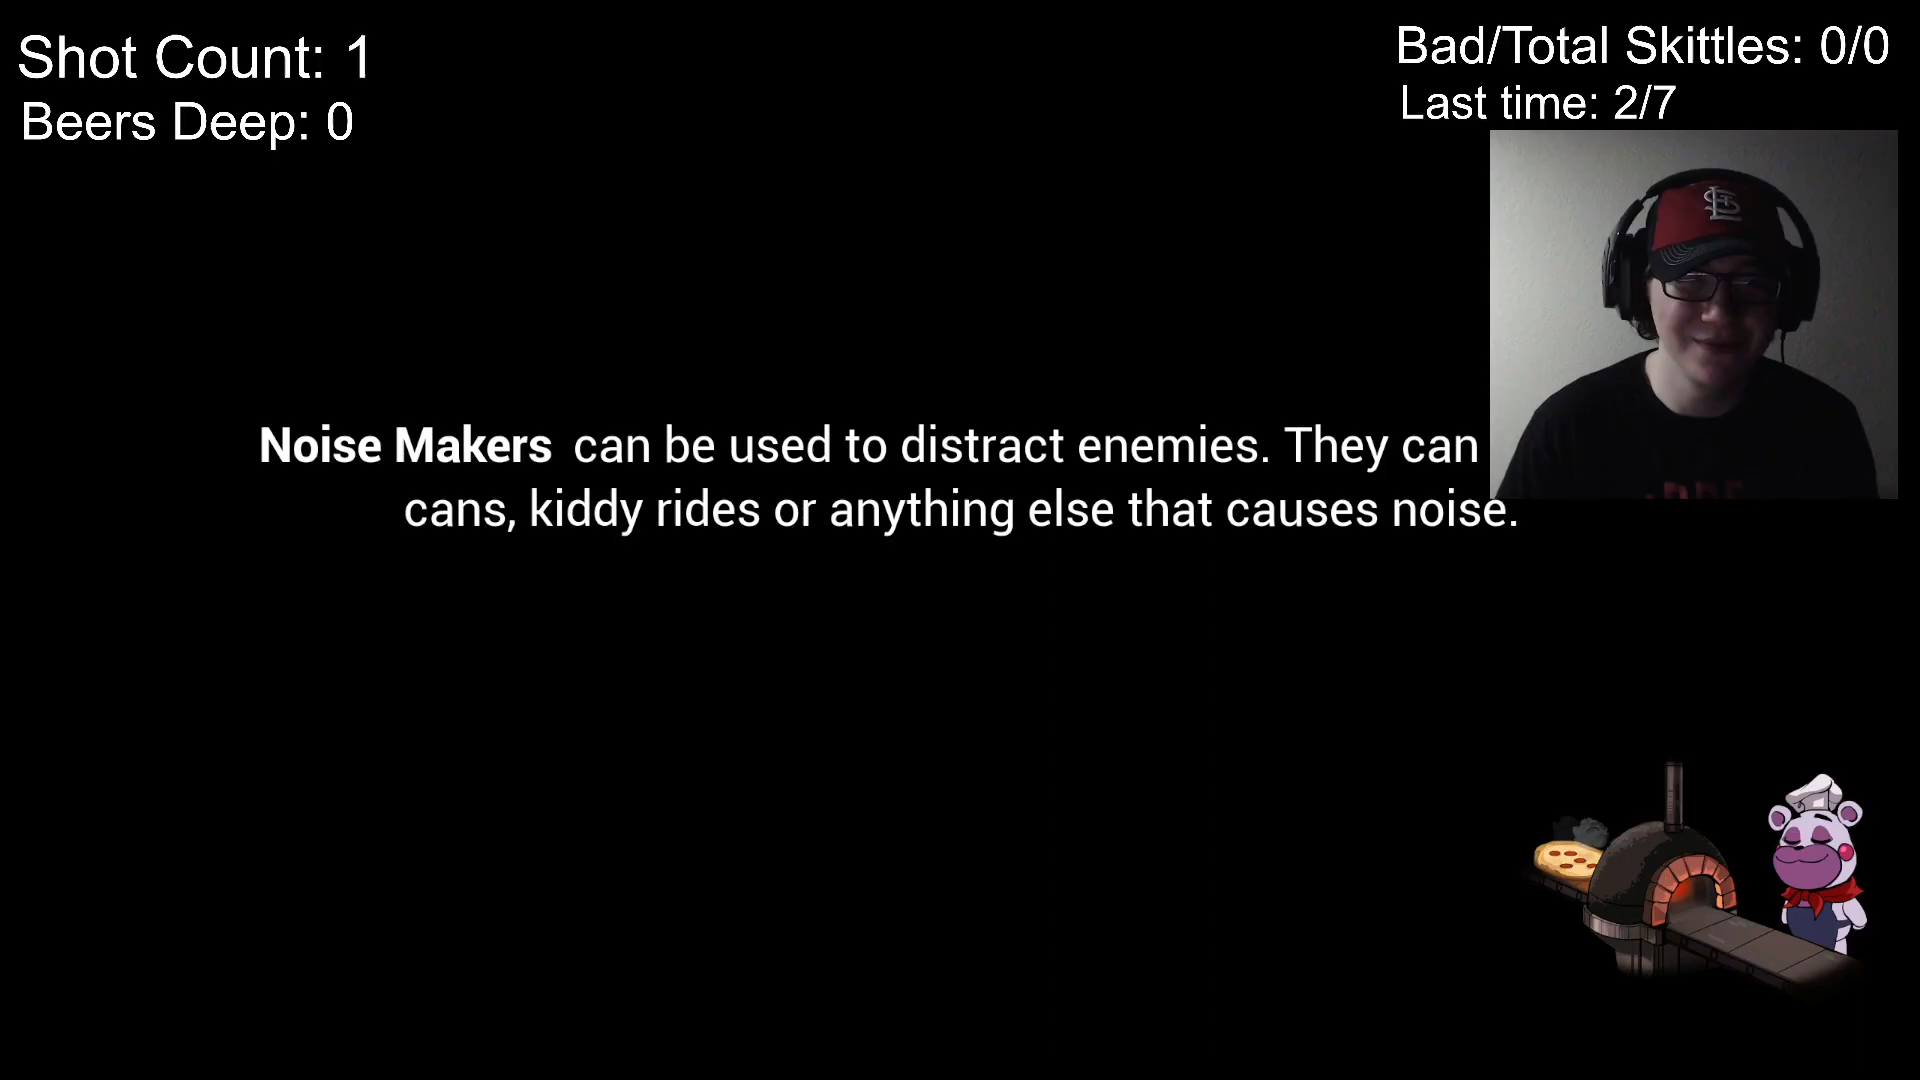 Shot Count: 1
Beers Deep: 0
Bad/Total Skittles: 0/0
Last time: 2/7
STL
Noise Makers can be used to distract enemies. They can
cans, kiddy rides or anything else that causes noise.